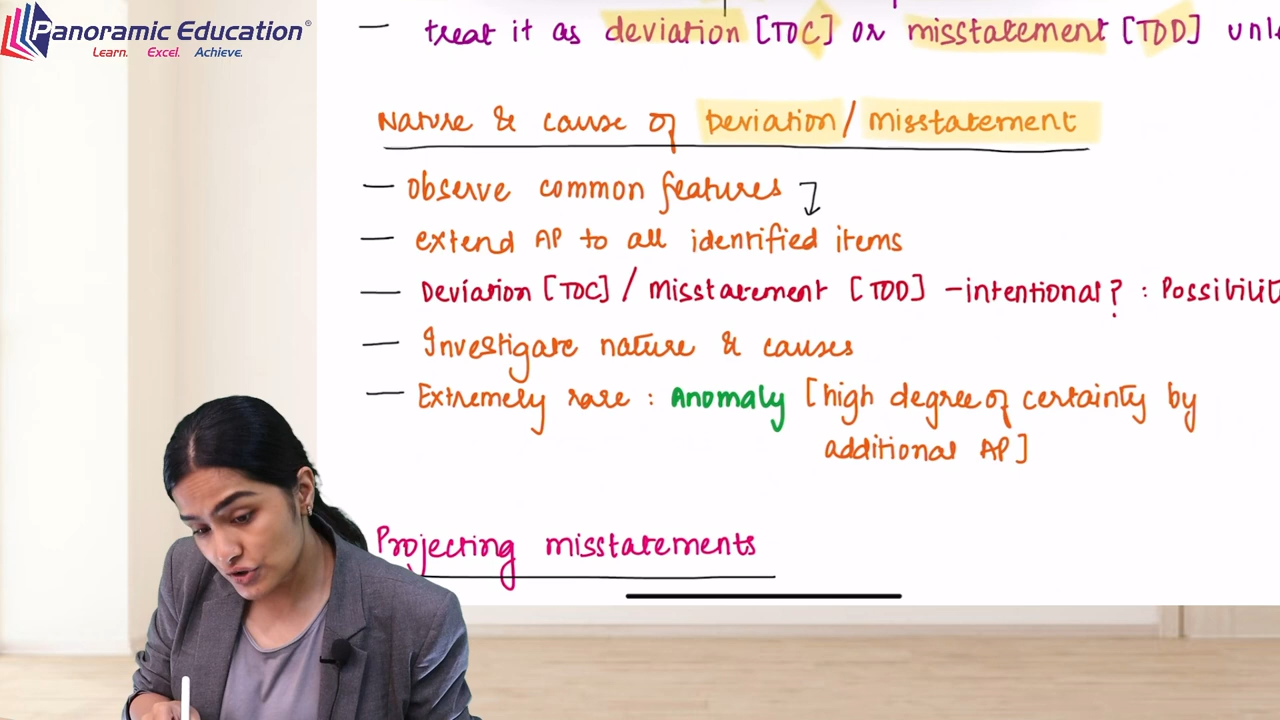 Panoramic Education®
Learn. Excel. Achieve.
— treat it as deviation [TOC] or misstatement [TOD]
Nature & cause of Deviation / misstatement
— Observe common features
— extend AP to all identified items
— Deviation [TOC] / misstatement [TOD] - intentional? :
— Investigate nature & causes
— Extremely rare : Anomaly [high degree of certainty by
additional AP]
Projecting misstatements